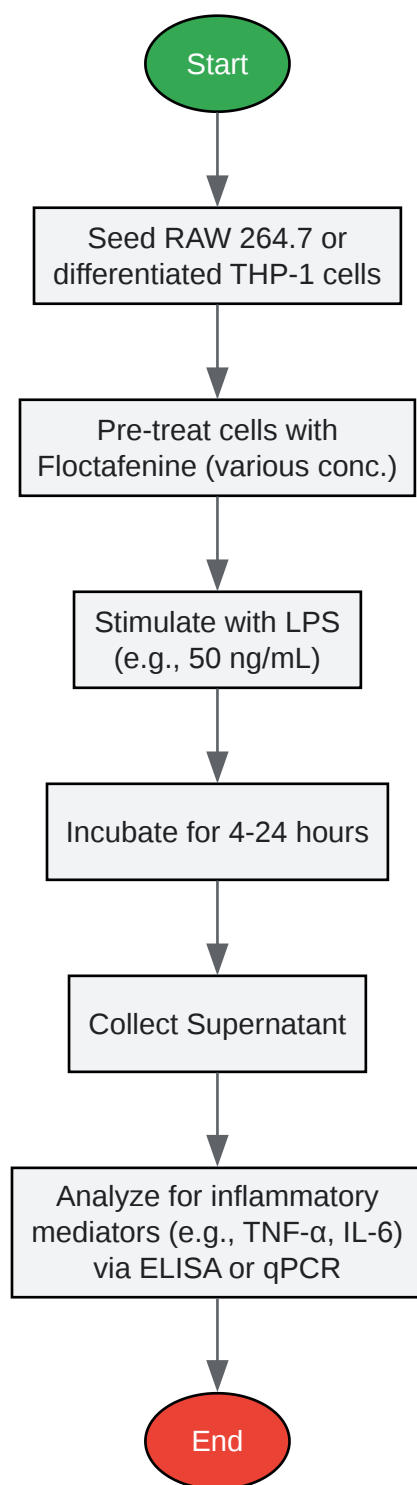 Start
Seed RAW 264.7 or
differentiated THP-1 cells
Pre-treat cells with
Floctafenine (various conc.)
Stimulate with LPS
(e.g., 50 ng/mL)
Incubate for 4-24 hours
Collect Supernatant
Analyze for inflammatory
mediators (e.g., TNF-α, IL-6)
via ELISA or qPCR
End